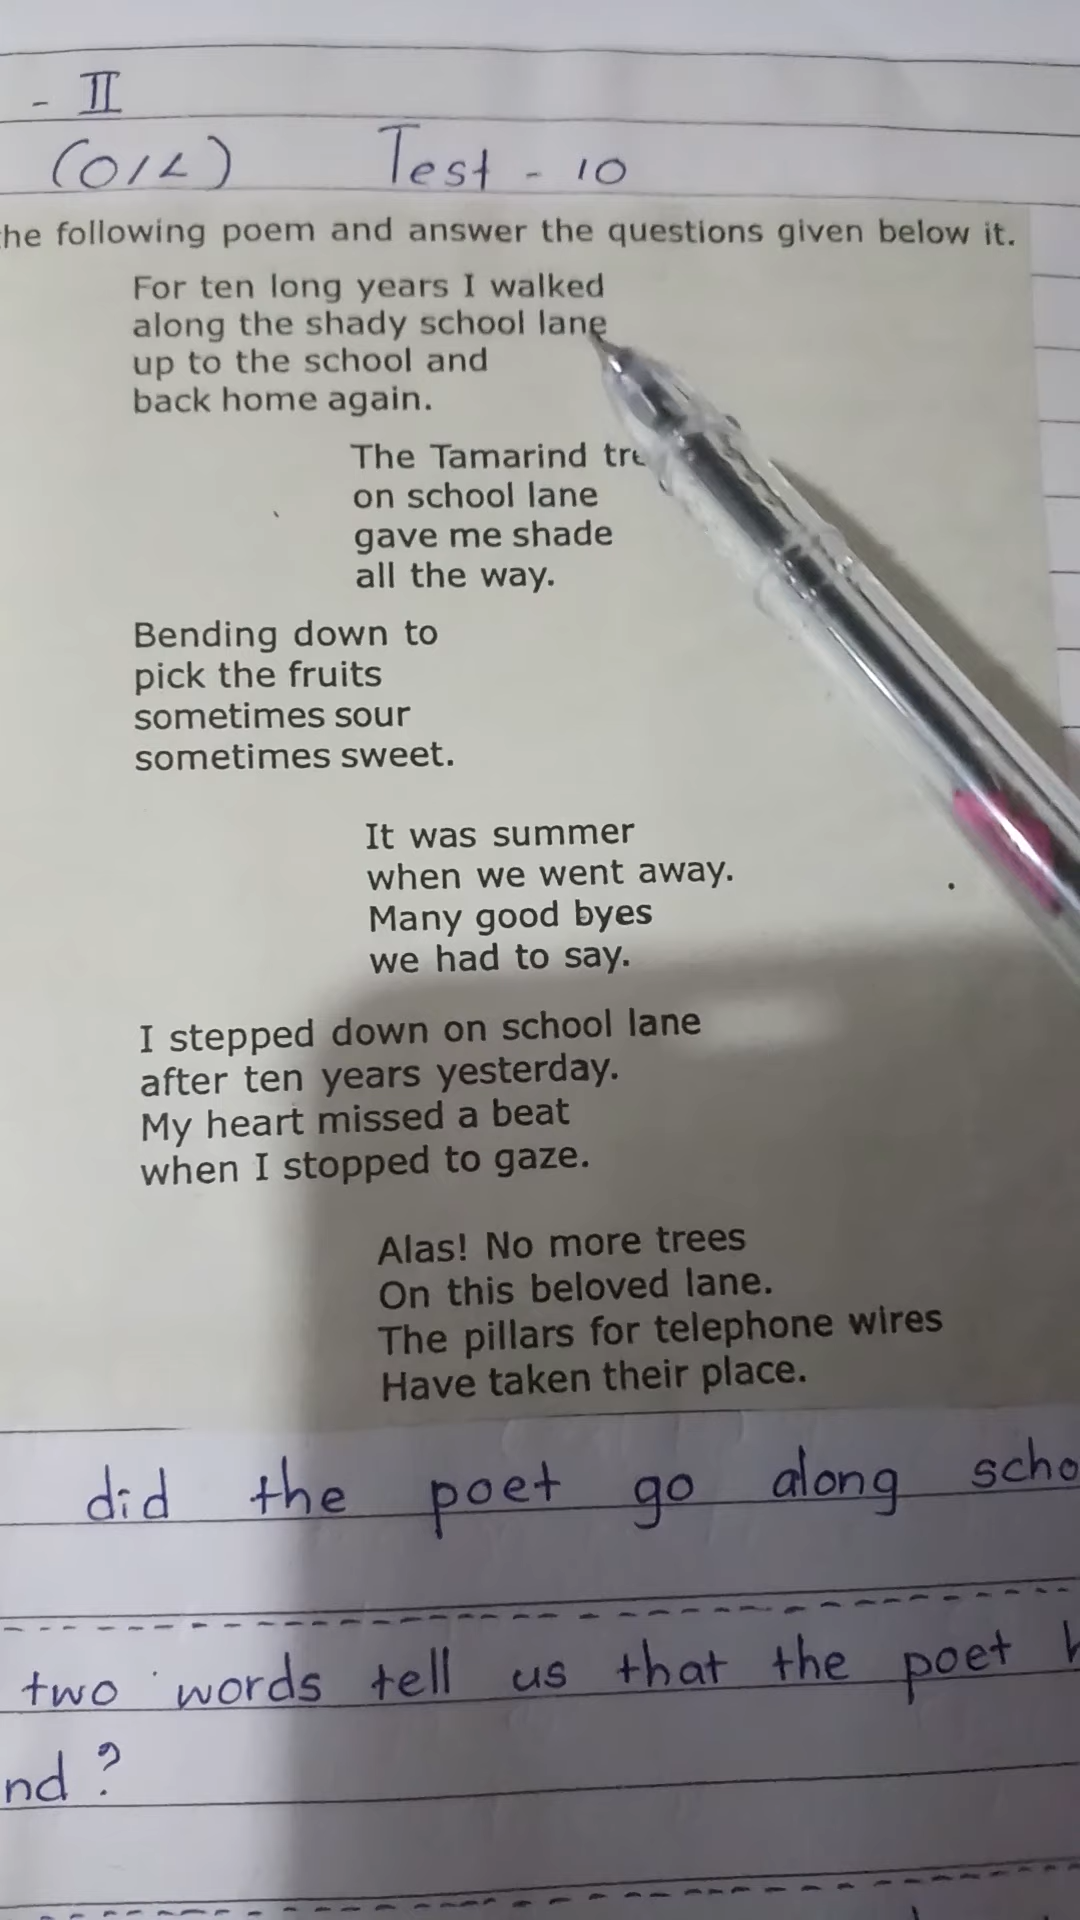 - II
(O/L) Test - 10
he following poem and answer the questions given below it.
For ten long years I walked
along the shady school lane
up to the school and
back home again.
The Tamarind tre
on school lane
gave me shade
all the way.
Bending down to
pick the fruits
sometimes sour
sometimes sweet.
It was summer
when we went away.
Many good byes
we had to say.
I stepped down on school lane
after ten years yesterday.
My heart missed a beat
when I stopped to gaze.
Alas! No more trees
On this beloved lane.
The pillars for telephone wires
Have taken their place.
did the poet go along scho
two words tell us that the poet h
nd ?